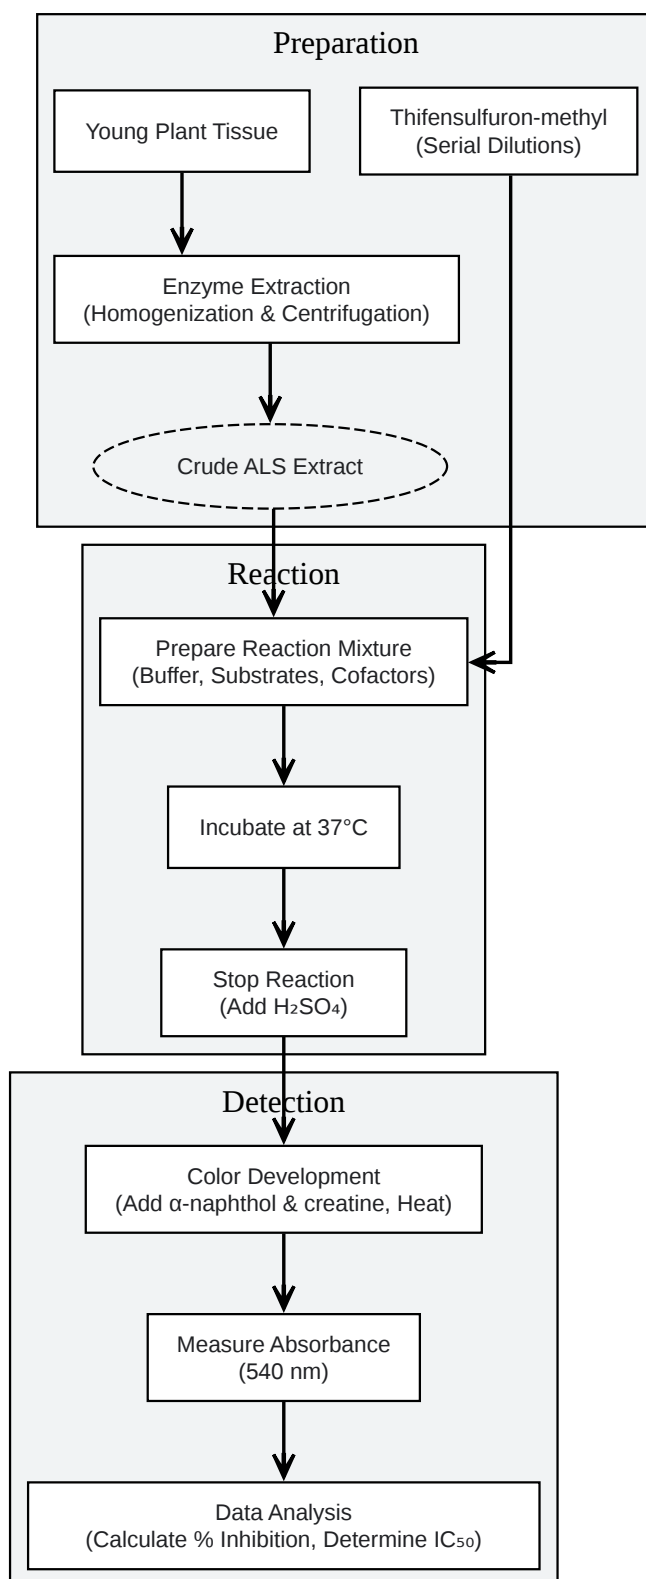 Preparation
Young Plant Tissue
Thifensulfuron-methyl
(Serial Dilutions)
Enzyme Extraction
(Homogenization & Centrifugation)
Crude ALS Extract
Reaction
Prepare Reaction Mixture
(Buffer, Substrates, Cofactors)
Incubate at 37°C
Stop Reaction
(Add H₂SO₄)
Detection
Color Development
(Add α-naphthol & creatine, Heat)
Measure Absorbance
(540 nm)
Data Analysis
(Calculate % Inhibition, Determine IC₅₀)